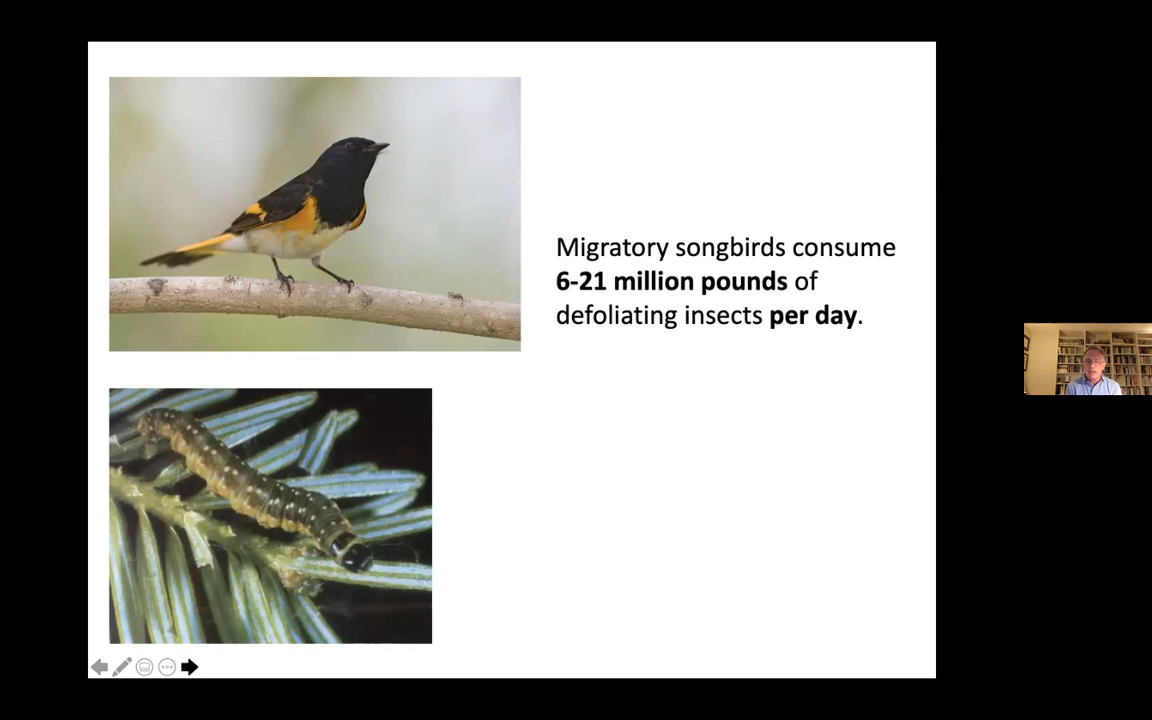 Migratory songbirds consume
6-21 million pounds of
defoliating insects per day.